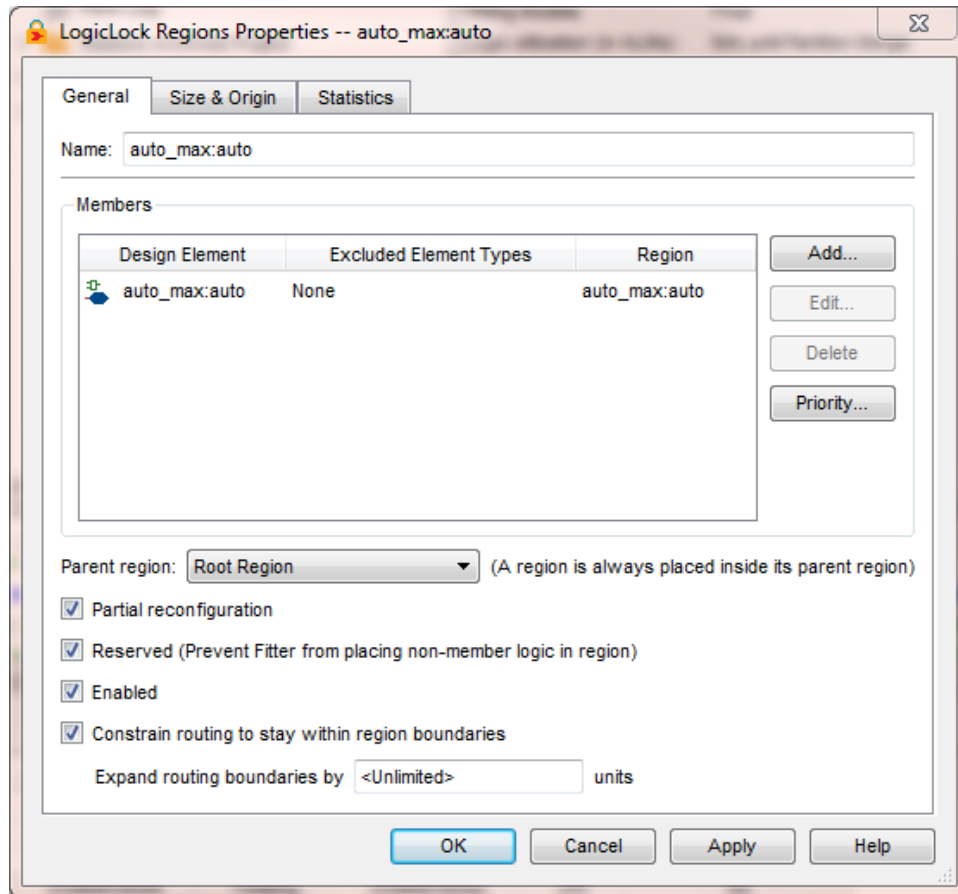 LogicLock Regions Properties -- auto_max:auto
General Size & Origin Statistics
Name: auto_max:auto
Members
Design Element Excluded Element Types Region
auto_max:auto None auto_max:auto
Add...
Edit...
Delete
Priority...
Parent region: Root Region (A region is always placed inside its parent region)
Partial reconfiguration
Reserved (Prevent Fitter from placing non-member logic in region)
Enabled
Constrain routing to stay within region boundaries
Expand routing boundaries by <Unlimited> units
OK Cancel Apply Help